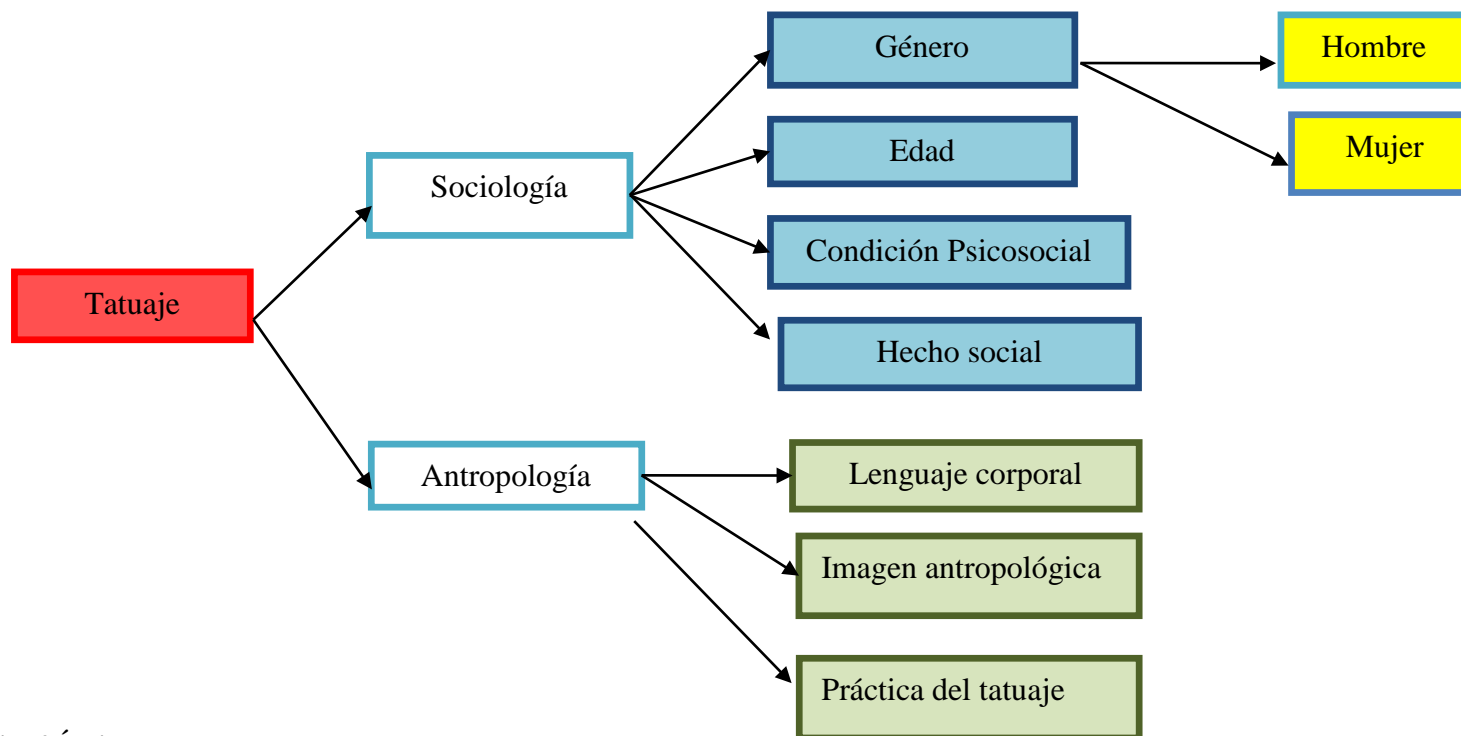 Género
Hombre
Edad
Mujer
Sociología
Condición Psicosocial
Tatuaje
Hecho social
Antropología
Lenguaje corporal
Imagen antropológica
Práctica del tatuaje